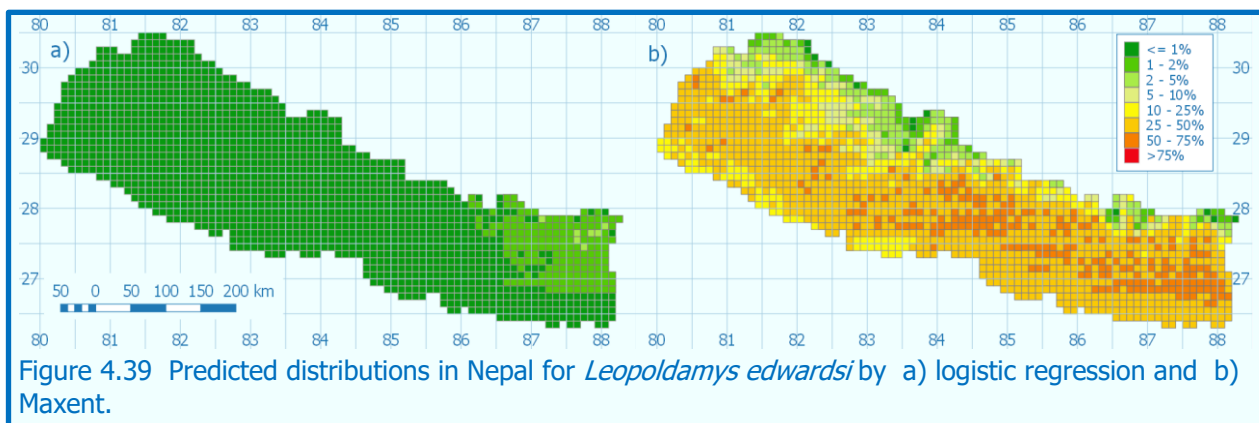 80 81 82 83 84 85 86 87 88 80 81 82 83 84 85 86 87 88
a)
b)
<= 1%
1 - 2%
2 - 5%
5 - 10%
10 - 25%
25 - 50%
50 - 75%
>75%
30 30
29 29
28 28
27 27
50 0 50 100 150 200 km
80 81 82 83 84 85 86 87 88 80 81 82 83 84 85 86 87 88
Figure 4.39 Predicted distributions in Nepal for Leopoldamys edwardsi by a) logistic regression and b)
Maxent.